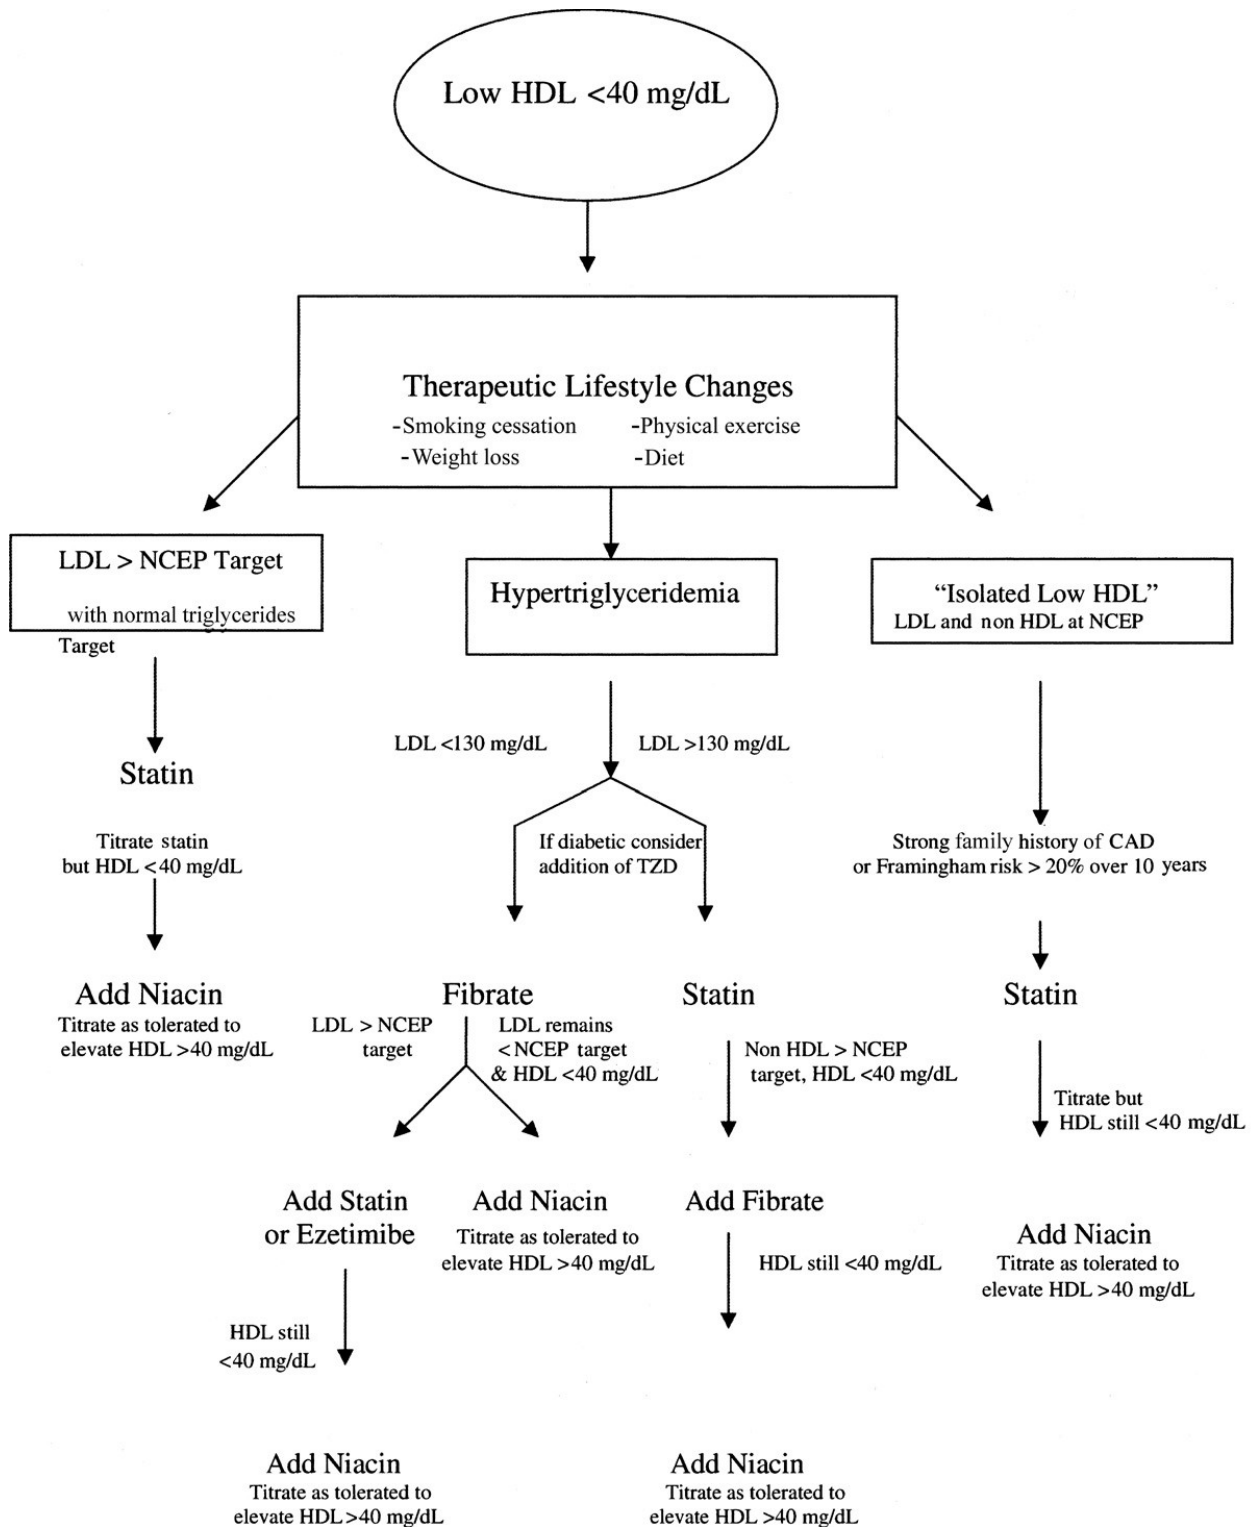 Low HDL <40 mg/dL
Therapeutic Lifestyle Changes
-Smoking cessation -Physical exercise
-Weight loss -Diet
LDL > NCEP Target
with normal triglycerides
Target
Hypertriglyceridemia
"Isolated Low HDL"
LDL and non HDL at NCEP
Statin
Titrate statin
but HDL <40 mg/dL
Add Niacin
Titrate as tolerated to
elevate HDL >40 mg/dL
LDL <130 mg/dL
LDL >130 mg/dL
If diabetic consider
addition of TZD
Fibrate
LDL > NCEP
target
LDL remains
<NCEP target
& HDL <40 mg/dL
Add Statin
or Ezetimibe
HDL still
<40 mg/dL
Add Niacin
Titrate as tolerated to
elevate HDL >40 mg/dL
Add Niacin
Titrate as tolerated to
elevate HDL >40 mg/dL
Statin
Non HDL > NCEP
target, HDL <40 mg/dL
Add Fibrate
HDL still <40 mg/dL
Add Niacin
Titrate as tolerated to
elevate HDL >40 mg/dL
Strong family history of CAD
or Framingham risk > 20% over 10 years
Statin
Titrate but
HDL still <40 mg/dL
Add Niacin
Titrate as tolerated to
elevate HDL >40 mg/dL